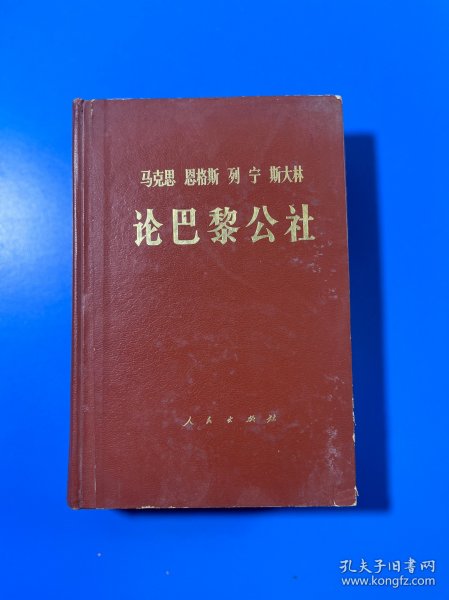 马克思 恩格斯 列宁 斯大林
论巴黎公社
人民出版社
孔夫子旧书网
www.kongfz.com